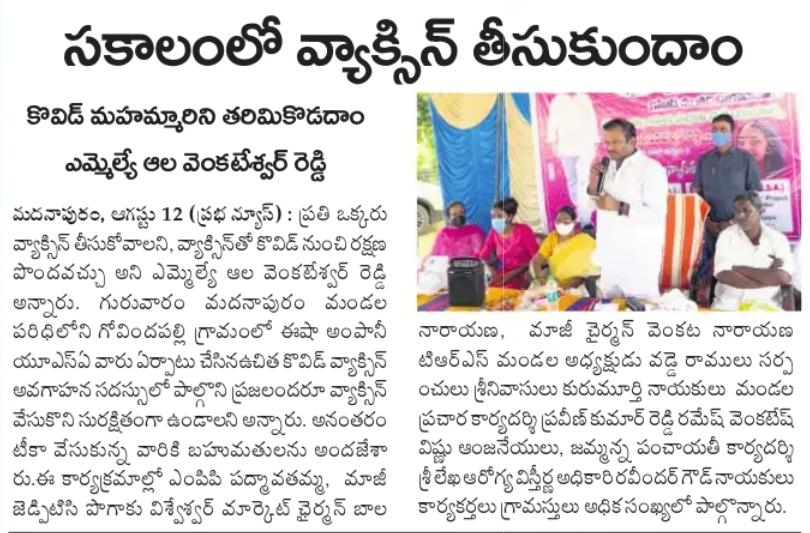 సకాలంలో వ్యాక్సిన్ తీసుకుందాం
కొవిడ్ మహమ్మారిని తరిమికొడదాం
ఎమ్మెల్యే ఆల వెంకటేశ్వర్ రెడ్డి
మదనాపురం, ఆగస్టు 12 (ప్రభ న్యూస్) : ప్రతి ఒక్కరు
వ్యాక్సిన్ తీసుకోవాలని, వ్యాక్సిన్‌తో కొవిడ్ నుంచి రక్షణ
పొందవచ్చు అని ఎమ్మెల్యే ఆల వెంకటేశ్వర్ రెడ్డి
అన్నారు. గురువారం మదనాపురం మండల
పరిధిలోని గోవిందపల్లి గ్రామంలో ఈషా అంపానీ
యూఎస్ఏ వారు ఏర్పాటు చేసినఉచిత కొవిడ్ వ్యాక్సిన్
అవగాహన సదస్సులో పాల్గొని ప్రజలందరూ వ్యాక్సిన్
వేసుకొని సురక్షితంగా ఉండాలని అన్నారు. అనంతరం
టీకా వేసుకున్న వారికి బహుమతులను అందజేశా
రు.ఈ కార్యక్రమాల్లో ఎంపిపి పద్మావతమ్మ, మాజీ
జెడ్పిటిసి పొగాకు విశ్వేశ్వర్ మార్కెట్ ఛైర్మన్ బాల
నారాయణ, మాజీ చైర్మన్ వెంకట నారాయణ
టిఆర్ఎస్ మండల అధ్యక్షుడు వడ్డె రాములు సర్ప
ంచులు శ్రీనివాసులు కురుమూర్తి నాయకులు మండల
ప్రచార కార్యదర్శి ప్రవీణ్ కుమార్ రెడ్డి రమేష్ వెంకటేష్
విష్ణు ఆంజనేయులు, జమ్మన్న పంచాయతీ కార్యదర్శి
శ్రీలేఖ ఆరోగ్య విస్తీర్ణ అధికారి రవీందర్ గౌడ్ నాయకులు
కార్యకర్తలు గ్రామస్తులు అధిక సంఖ్యలో పాల్గొన్నారు.